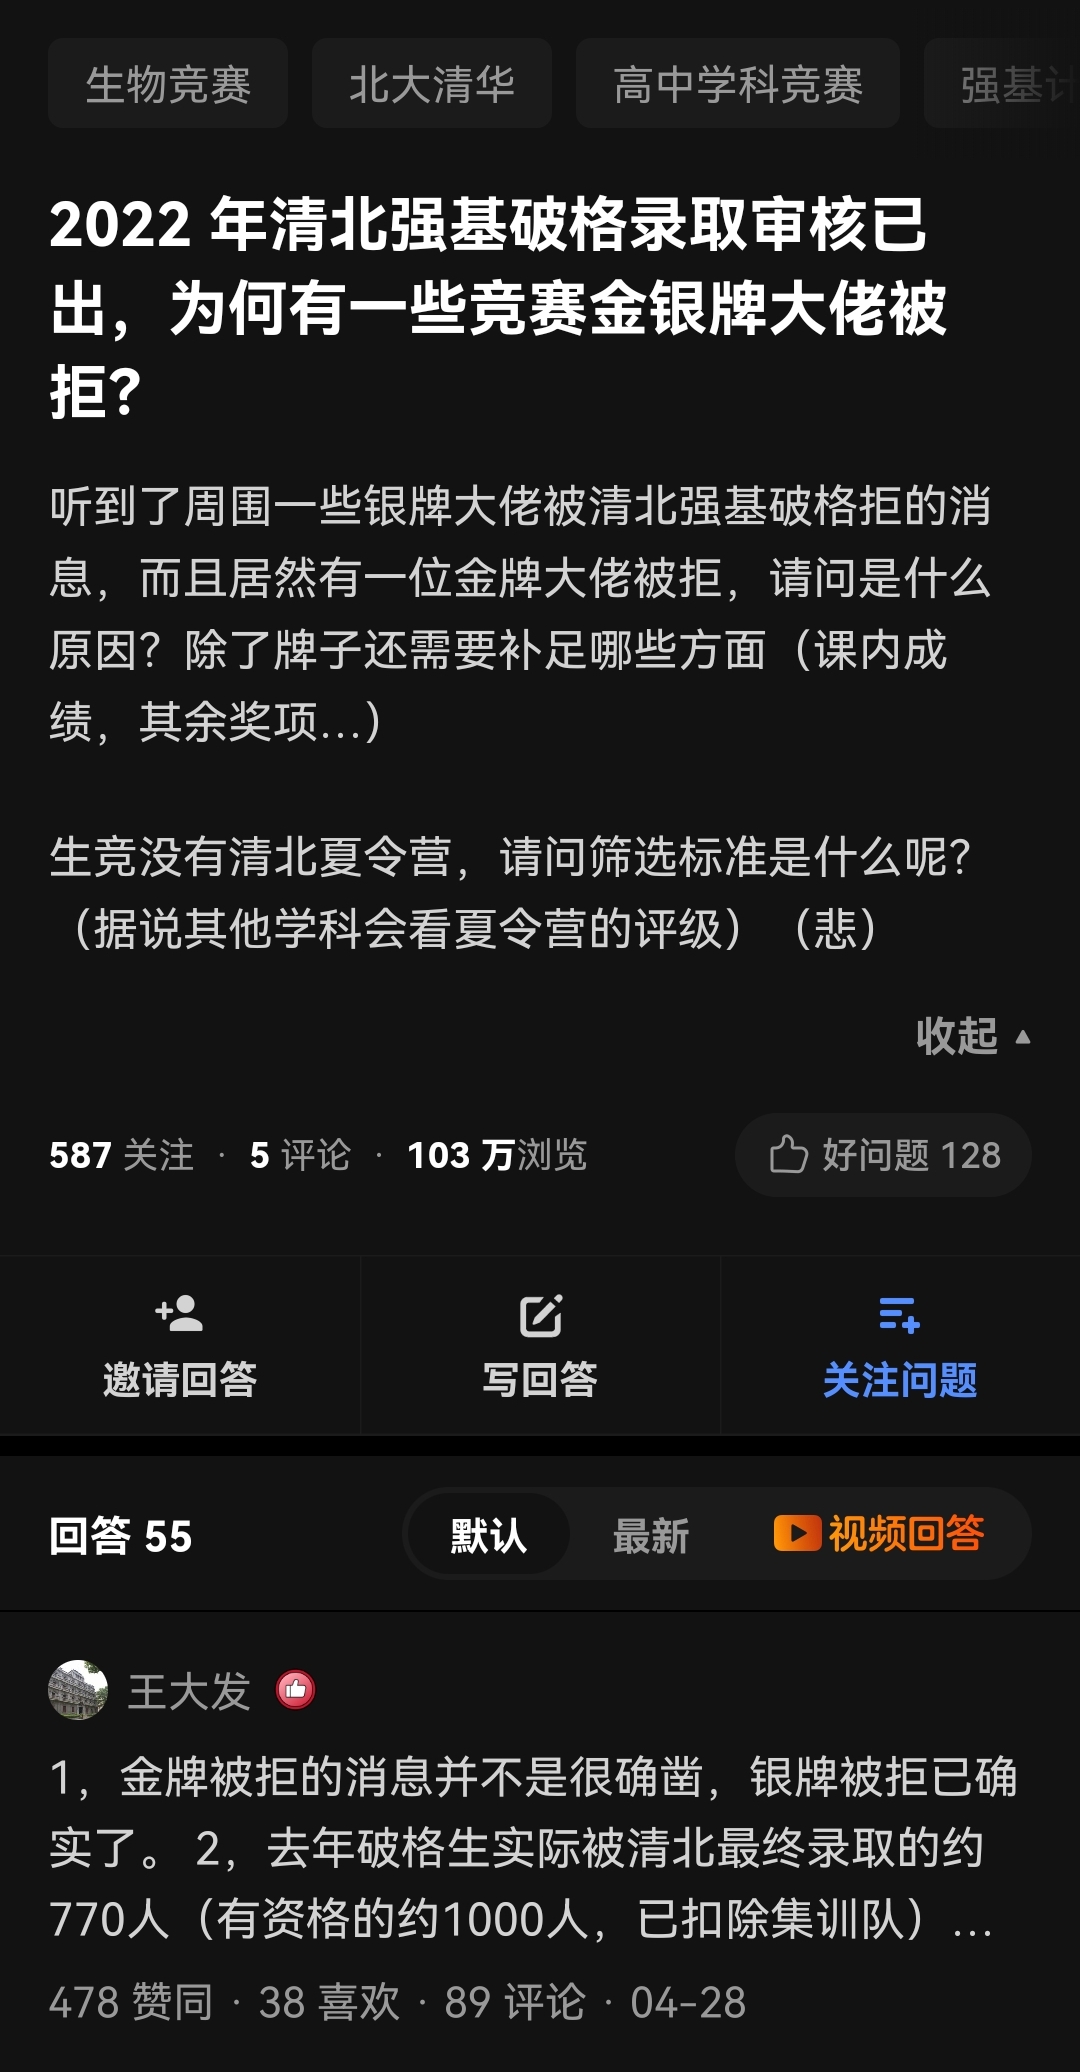 生物竞赛 北大清华 高中学科竞赛 强基计
2022 年清北强基破格录取审核已
出，为何有一些竞赛金银牌大佬被
拒？
听到了周围一些银牌大佬被清北强基破格拒的消
息，而且居然有一位金牌大佬被拒，请问是什么
原因？除了牌子还需要补足哪些方面（课内成
绩，其余奖项...）
生竞没有清北夏令营，请问筛选标准是什么呢？
（据说其他学科会看夏令营的评级）（悲）
收起
587 关注 · 5 评论 · 103 万浏览 好问题 128
邀请回答 写回答 关注问题
回答 55 默认 最新 视频回答
王大发
1，金牌被拒的消息并不是很确凿，银牌被拒已确
实了。 2，去年破格生实际被清北最终录取的约
770人（有资格的约1000人，已扣除集训队）...
478 赞同 · 38 喜欢 · 89 评论 · 04-28